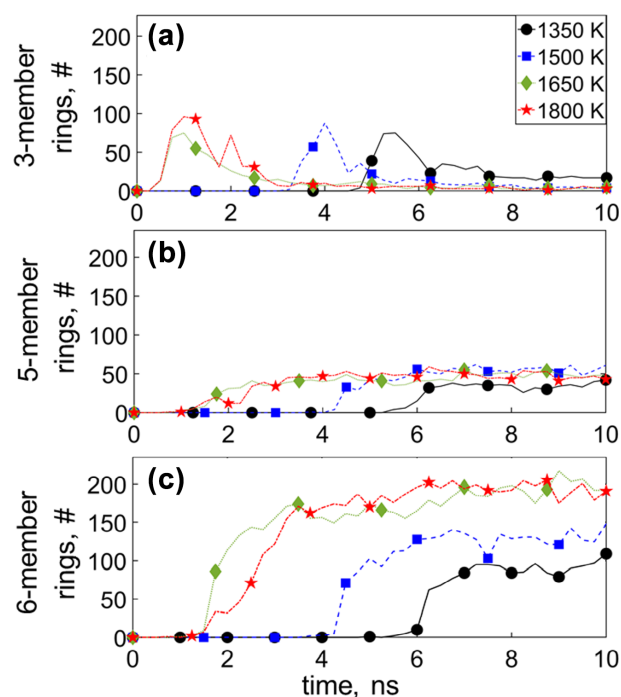 (a)
1350 K
1500 K
1650 K
1800 K
3-member
rings, #
200
150
100
50
0
0 2 4 6 8 10
(b)
5-member
rings, #
200
150
100
50
0
0 2 4 6 8 10
(c)
6-member
rings, #
200
150
100
50
0
0 2 4 6 8 10
time, ns